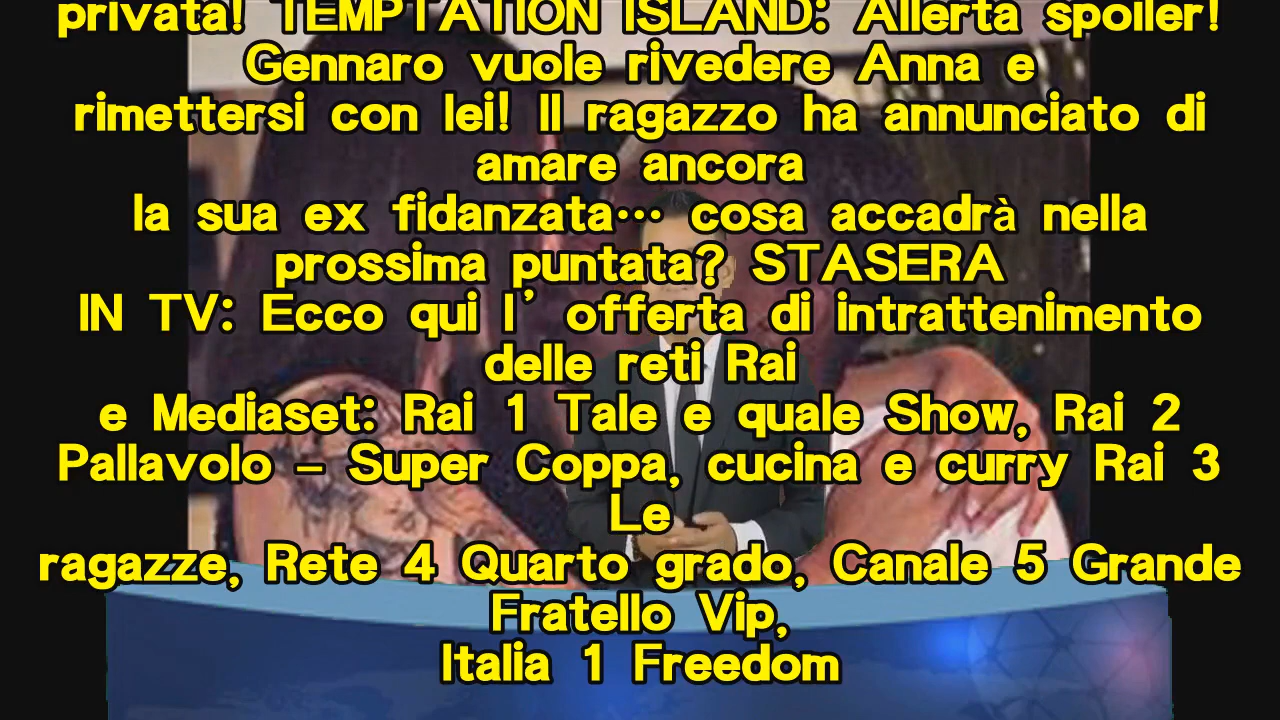 privata! TEMPTATION ISLAND: Allerta spoiler!
Gennaro vuole rivedere Anna e
rimettersi con lei! Il ragazzo ha annunciato di
amare ancora
la sua ex fidanzata… cosa accadrà nella
prossima puntata? STASERA
IN TV: Ecco qui l’offerta di intrattenimento
delle reti Rai
e Mediaset: Rai 1 Tale e quale Show, Rai 2
Pallavolo – Super Coppa, cucina e curry Rai 3
Le
ragazze, Rete 4 Quarto grado, Canale 5 Grande
Fratello Vip,
Italia 1 Freedom